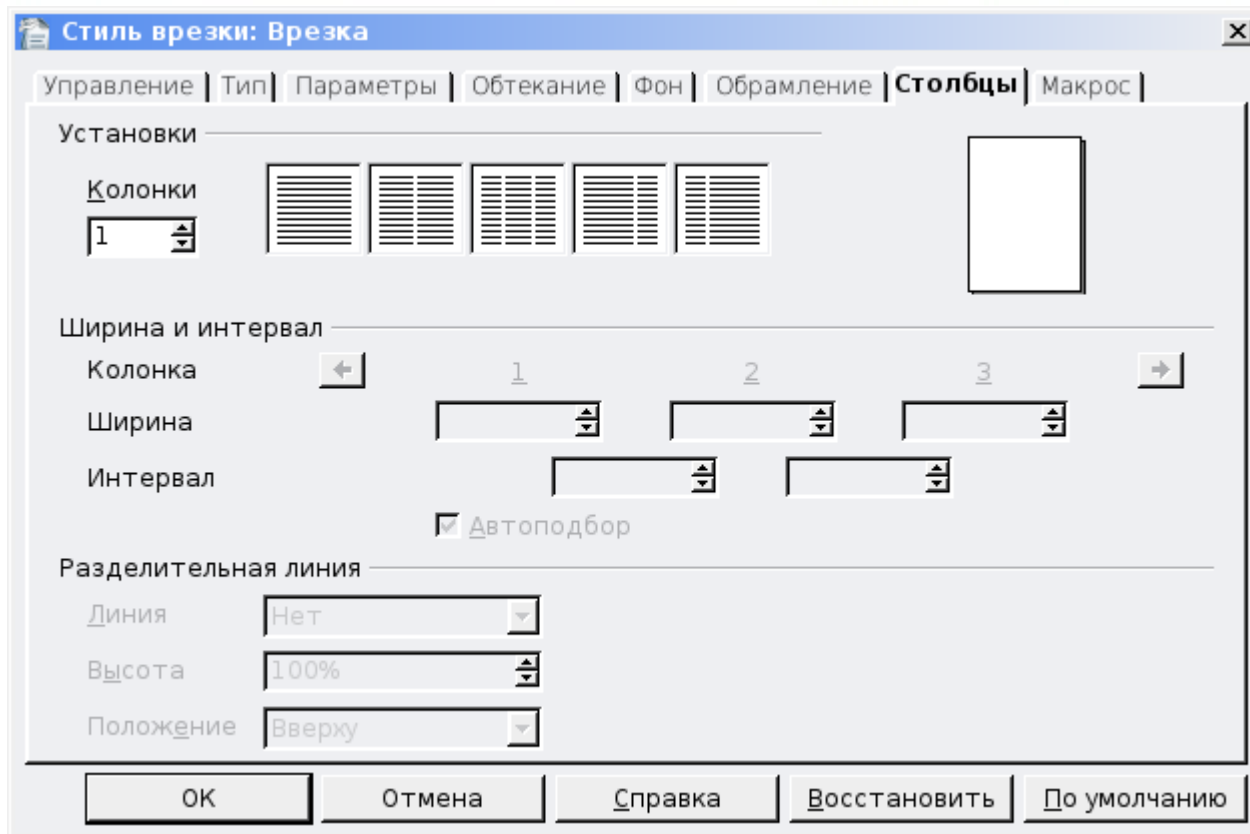 Стиль врезки: Врезка
Управление Тип Параметры Обтекание Фон Обрамление Столбцы Макрос
Установки
Колонки
1
Ширина и интервал
Колонка 1 2 3
Ширина
Интервал
Автоподбор
Разделительная линия
Линия Нет
Высота 100%
Положение Вверху
ОК Отмена Справка Восстановить По умолчанию